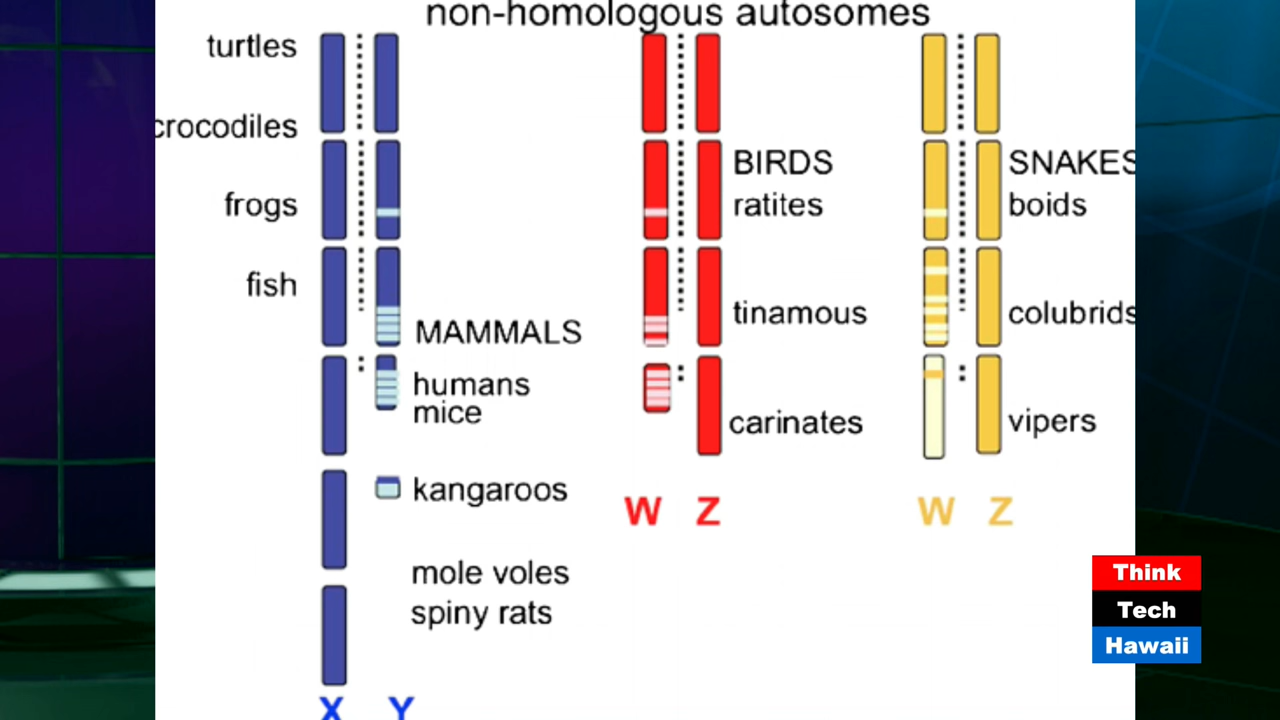 non-homologous autosomes
turtles
crocodiles
frogs
fish
MAMMALS
humans
mice
kangaroos
mole voles
spiny rats
X Y
BIRDS
ratites
tinamous
carinates
W Z
SNAKES
boids
colubrids
vipers
W Z
Think
Tech
Hawaii